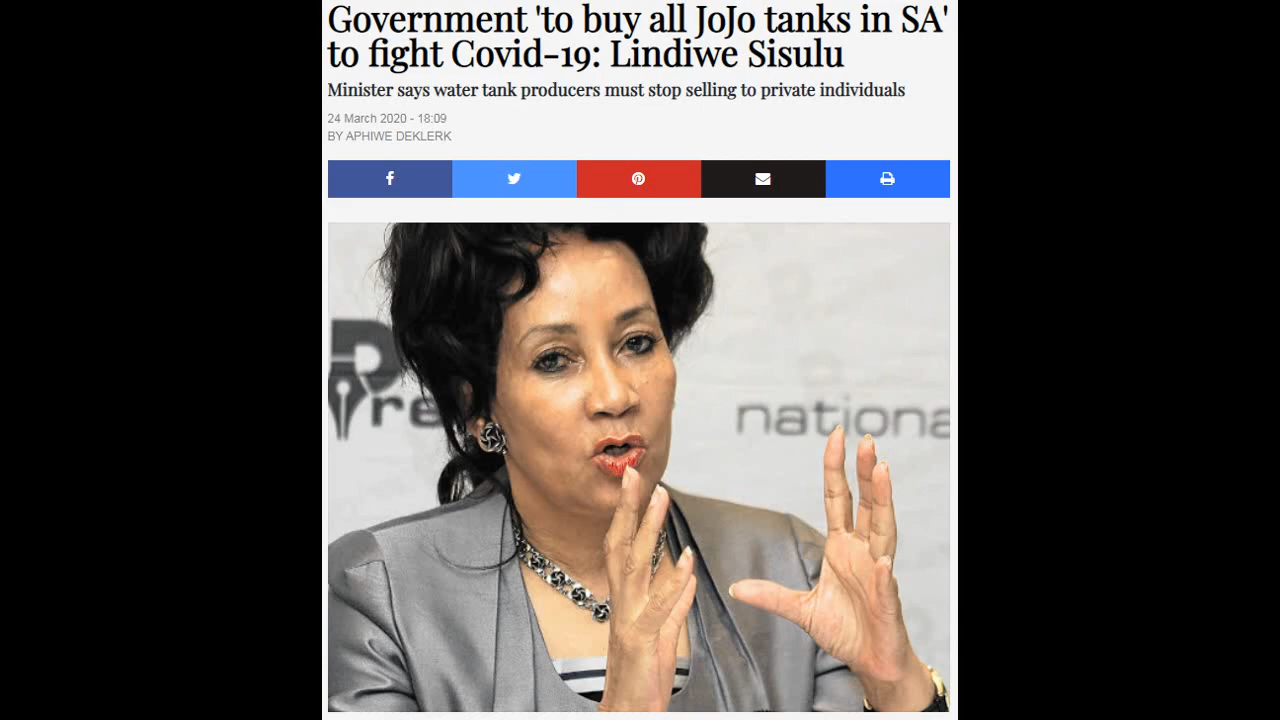 Government 'to buy all JoJo tanks in SA'
to fight Covid-19: Lindiwe Sisulu
Minister says water tank producers must stop selling to private individuals
24 March 2020 - 18:09
BY APHIWE DEKLERK
nationa